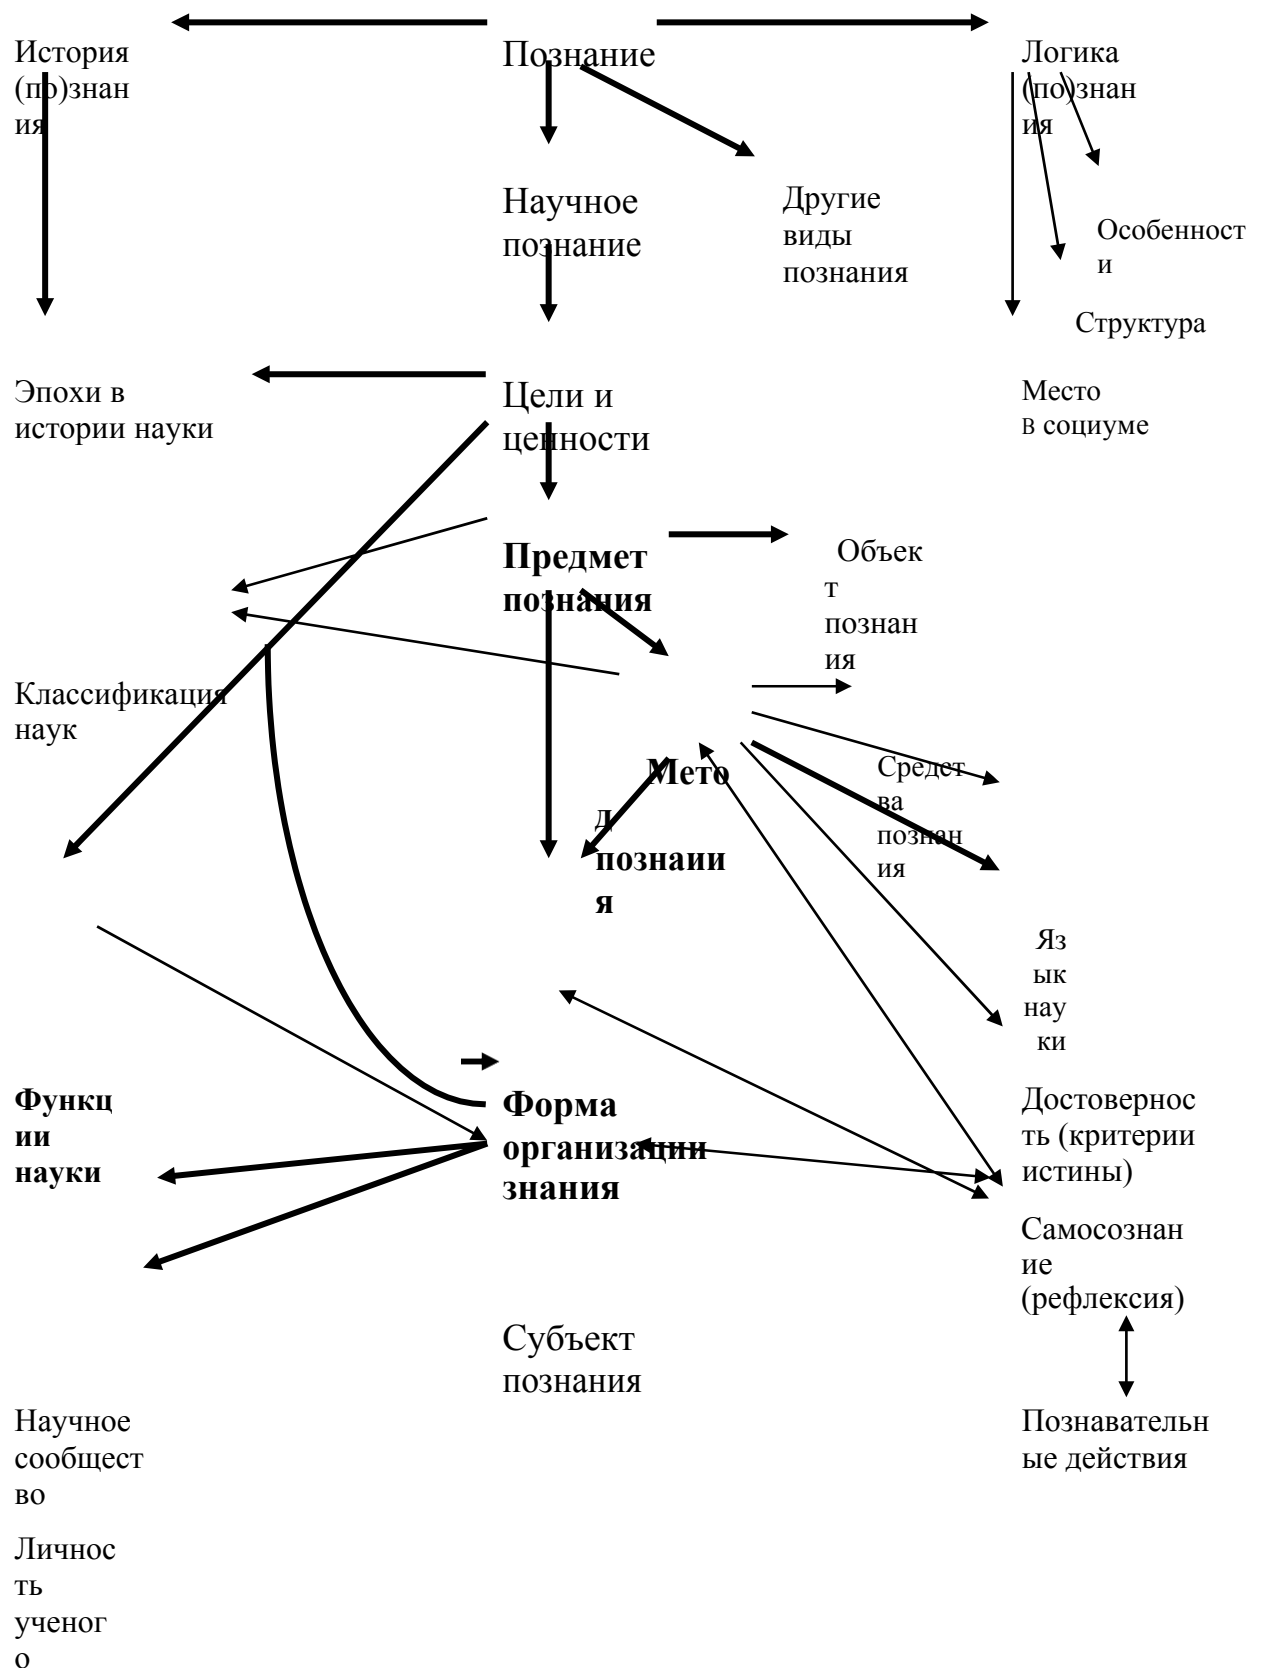 История
(по)знан
ия
Познание
Логика
(по)знан
ия
Научное
познание
Другие
виды
познания
Особенност
и
Структура
Эпохи в
истории науки
Цели и
ценности
Место
В социуме
Предмет
познания
Объек
т
познан
ия
Классификация
наук
Мето
д
познаии
я
Средст
ва
познан
ия
Яз
ык
нау
ки
Функц
ии
науки
Форма
организации
знания
Достовернос
ть (критерии
истины)
Самосознан
ие
(рефлексия)
Субъект
познания
Научное
сообщест
во
Познавательн
ые действия
Личнос
ть
ученог
о